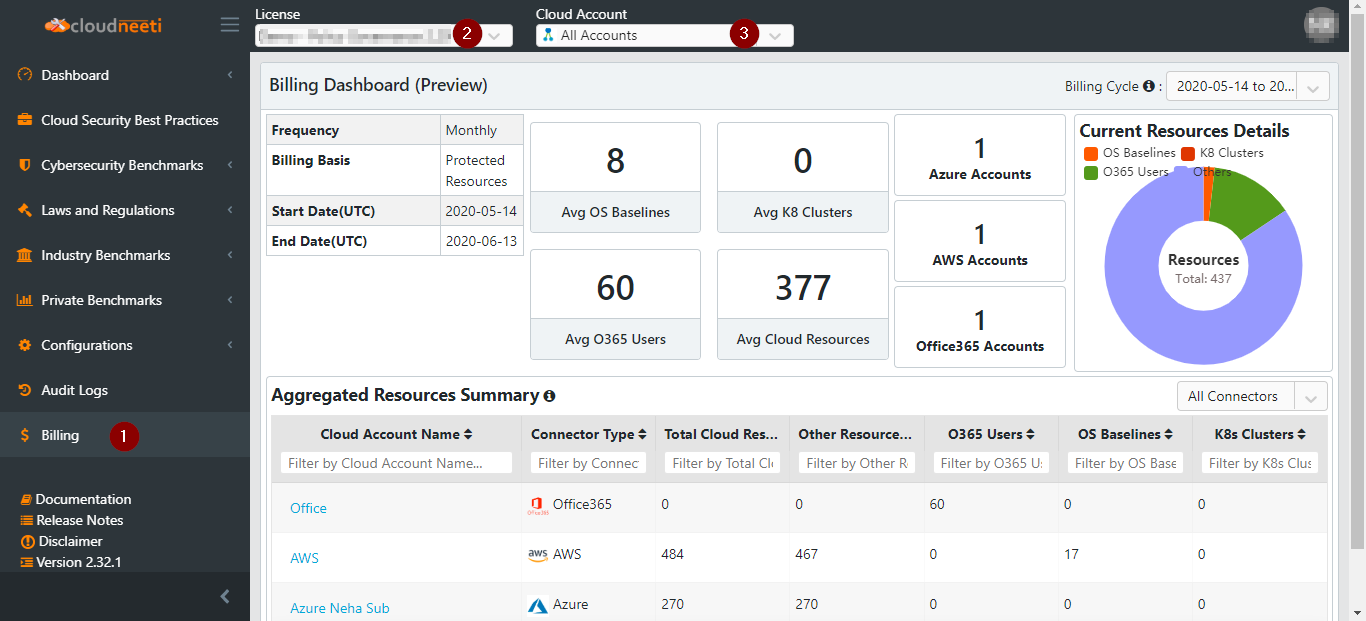 cloudneeti
License
2
Cloud Account
All Accounts
3
Dashboard
Cloud Security Best Practices
Cybersecurity Benchmarks
Laws and Regulations
Industry Benchmarks
Private Benchmarks
Configurations
Audit Logs
Billing
1
Documentation
Release Notes
Disclaimer
Version 2.32.1
Billing Dashboard (Preview)
Billing Cycle :
2020-05-14 to 20...
Frequency Monthly
Billing Basis Protected
Resources
Start Date(UTC) 2020-05-14
End Date(UTC) 2020-06-13
8
Avg OS Baselines
0
Avg K8 Clusters
60
Avg O365 Users
377
Avg Cloud Resources
1
Azure Accounts
1
AWS Accounts
1
Office365 Accounts
Current Resources Details
OS Baselines K8 Clusters
O365 Users Others
Resources
Total: 437
Aggregated Resources Summary
All Connectors
Cloud Account Name Connector Type Total Cloud Res... Other Resource... O365 Users OS Baselines K8s Clusters
Filter by Cloud Account Name... Filter by Connec Filter by Total Cl Filter by Other R Filter by O365 U Filter by OS Base Filter by K8s Clus
Office Office365 0 0 60 0 0
AWS aws AWS 484 467 0 17 0
Azure Neha Sub Azure 270 270 0 0 0